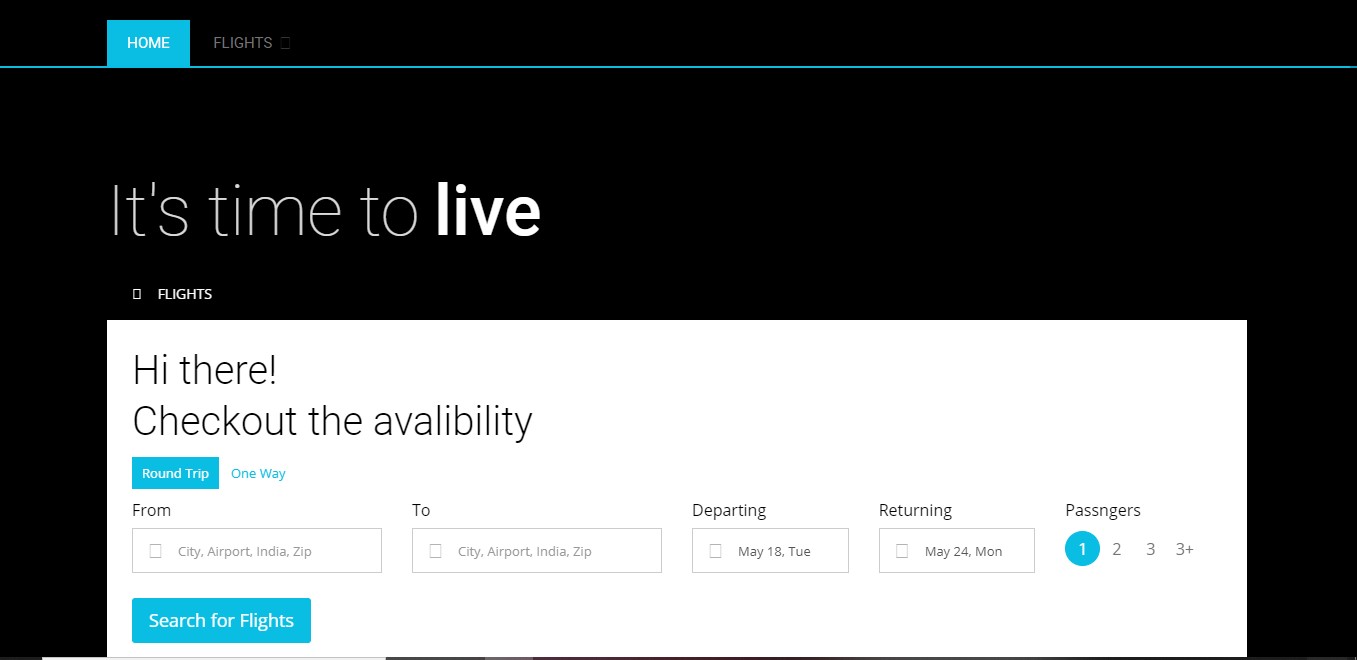 HOME FLIGHTS
It's time to live
FLIGHTS
Hi there!
Checkout the avalibility
Round Trip One Way
From To Departing Returning Passngers
City, Airport, India, Zip City, Airport, India, Zip May 18, Tue May 24, Mon 1 2 3 3+
Search for Flights